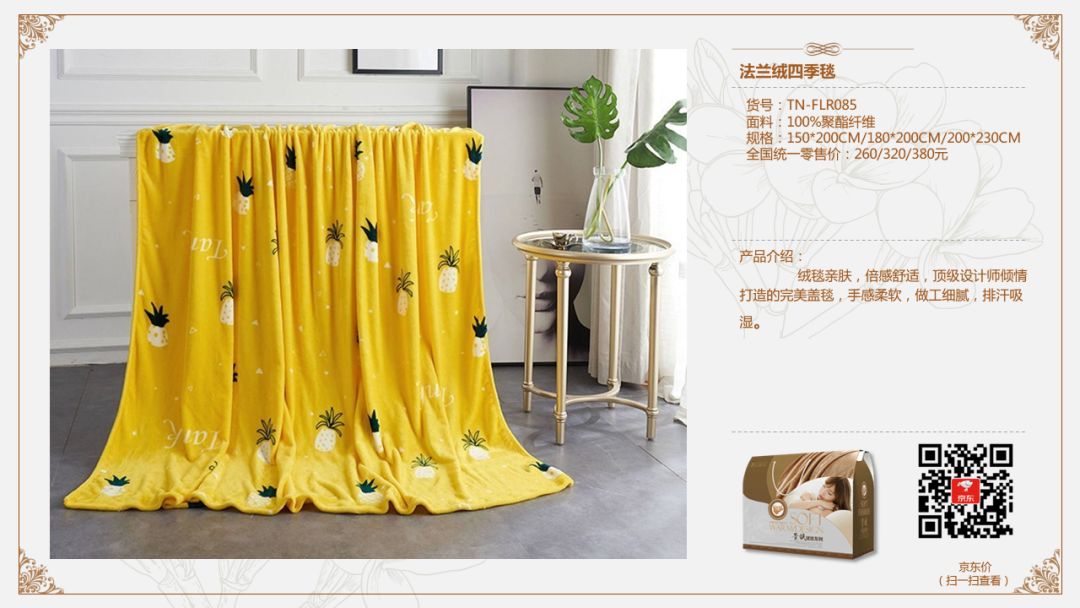 法兰绒四季毯
货号：TN-FLR085
面料：100%聚酯纤维
规格：150*200CM/180*200CM/200*230CM
全国统一零售价：260/320/380元
产品介绍：
绒毯亲肤，倍感舒适，顶级设计师倾情
打造的完美盖毯，手感柔软，做工细腻，排汗吸
湿。
Tark
SOFT
京东
京东价
（扫一扫查看）